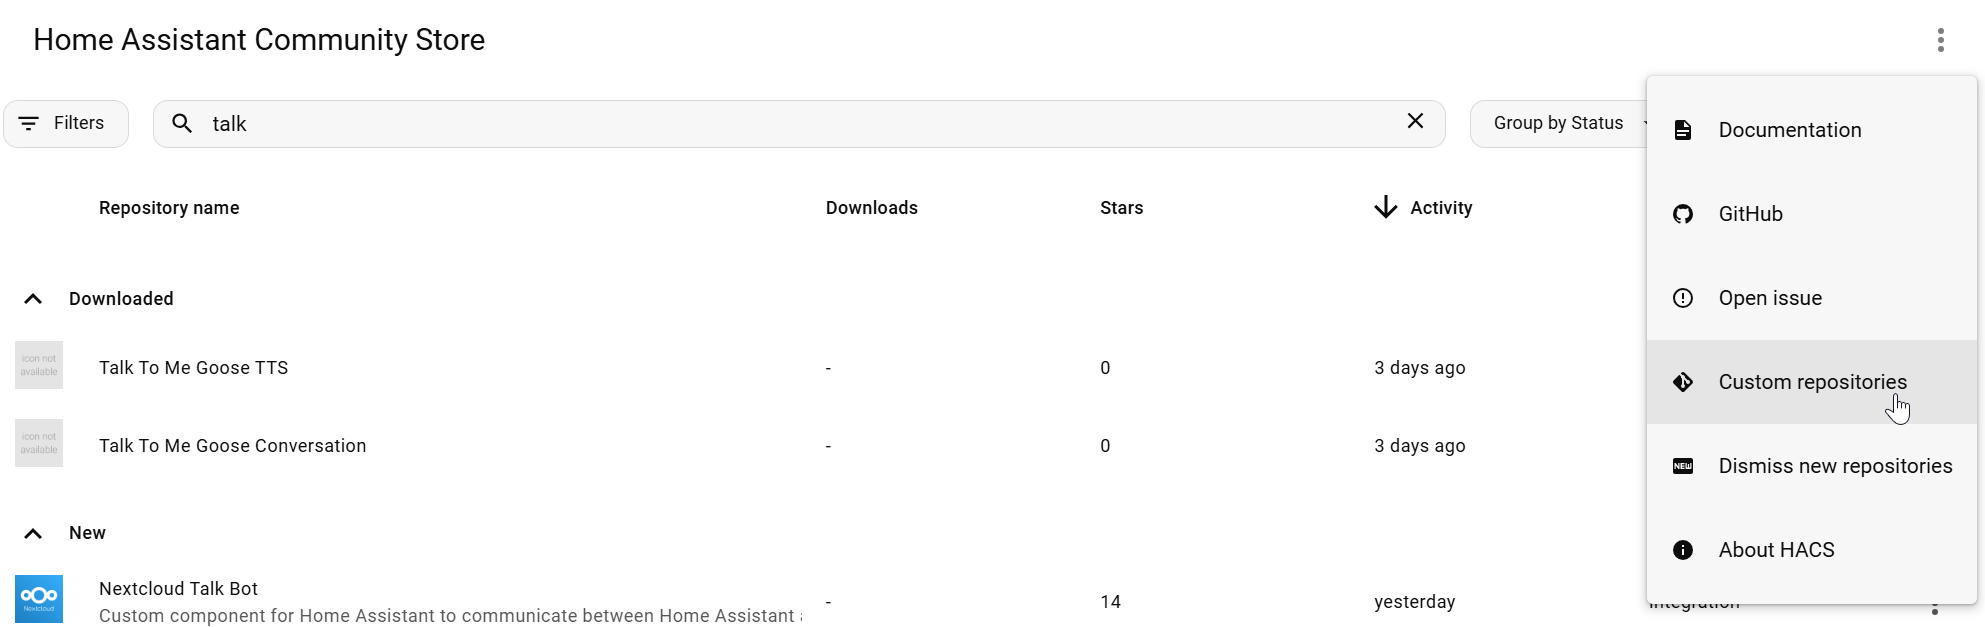 Home Assistant Community Store
Filters
talk
Group by Status
Documentation
GitHub
Open issue
Custom repositories
Dismiss new repositories
About HACS
Repository name Downloads Stars Activity
Downloaded
icon not
available
Talk To Me Goose TTS - 0 3 days ago
icon not
available
Talk To Me Goose Conversation - 0 3 days ago
New
Nextcloud
Nextcloud Talk Bot
Custom component for Home Assistant to communicate between Home Assistant
- 14 yesterday
NEW